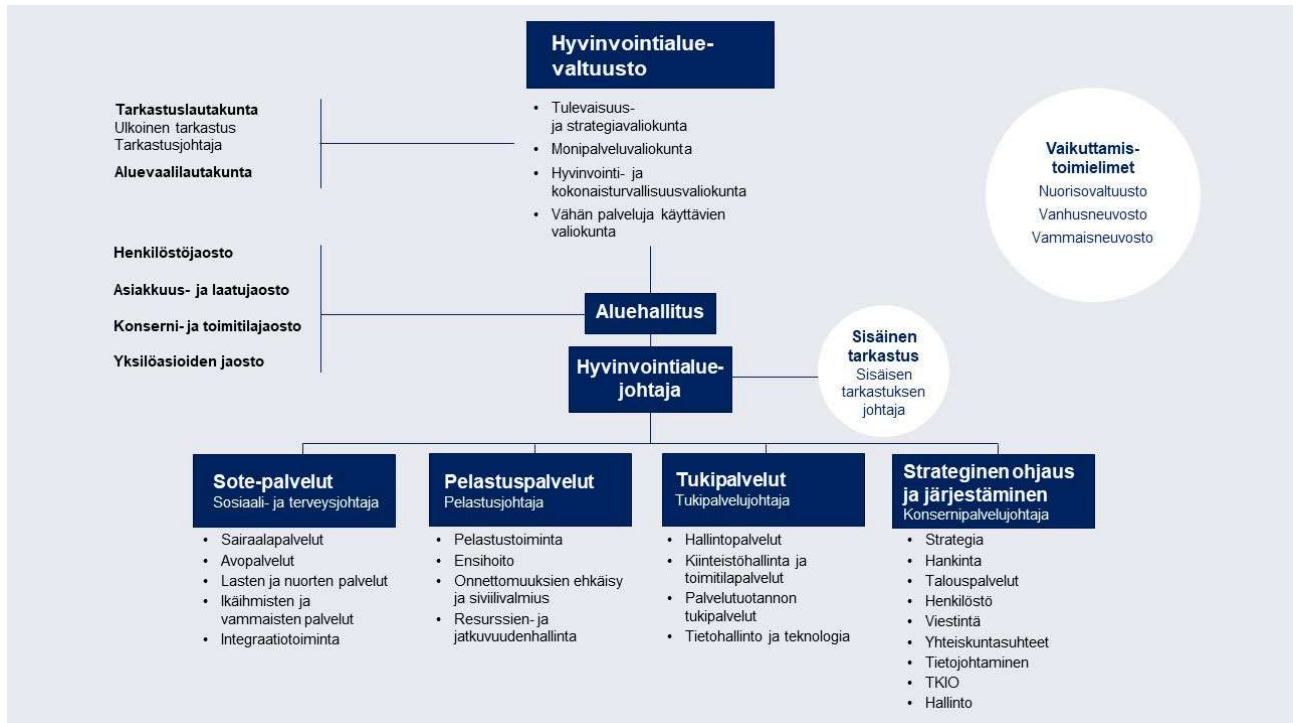 Hyvinvointialue-
valtuusto
Tarkastuslautakunta
Ulkoinen tarkastus
Tarkastusjohtaja
Aluevaalilautakunta
• Tulevaisuus-
ja strategiavaliokunta
• Monipalveluvaliokunta
• Hyvinvointi- ja
kokonaisturvallisuusvaliokunta
• Vähän palveluja käyttävien
valiokunta
Vaikuttamis-
toimielimet
Nuorisovaltuusto
Vanhusneuvosto
Vammaisneuvosto
Henkilöstöjaosto
Asiakkuus- ja laatujaosto
Konserni- ja toimitilajaosto
Yksilöasioiden jaosto
Aluehallitus
Hyvinvointialue-
johtaja
Sisäinen
tarkastus
Sisäisen
tarkastuksen
johtaja
Sote-palvelut
Sosiaali- ja terveysjohtaja
• Sairaalapalvelut
• Avopalvelut
• Lasten ja nuorten palvelut
• Ikäihmisten ja
vammaisten palvelut
• Integraatiotoiminta
Pelastuspalvelut
Pelastusjohtaja
• Pelastustoiminta
• Ensihoito
• Onnettomuuksien ehkäisy
ja siviilivalmius
• Resurssien- ja
jatkuvuudenhallinta
Tukipalvelut
Tukipalvelujohtaja
• Hallintopalvelut
• Kiinteistöhallinta ja
toimitilapalvelut
• Palvelutuotannon
tukipalvelut
• Tietohallinto ja teknologia
Strateginen ohjaus
ja järjestäminen
Konsernipalvelujohtaja
• Strategia
• Hankinta
• Talouspalvelut
• Henkilöstö
• Viestintä
• Yhteiskuntasuhteet
• Tietojohtaminen
• TKIO
• Hallinto